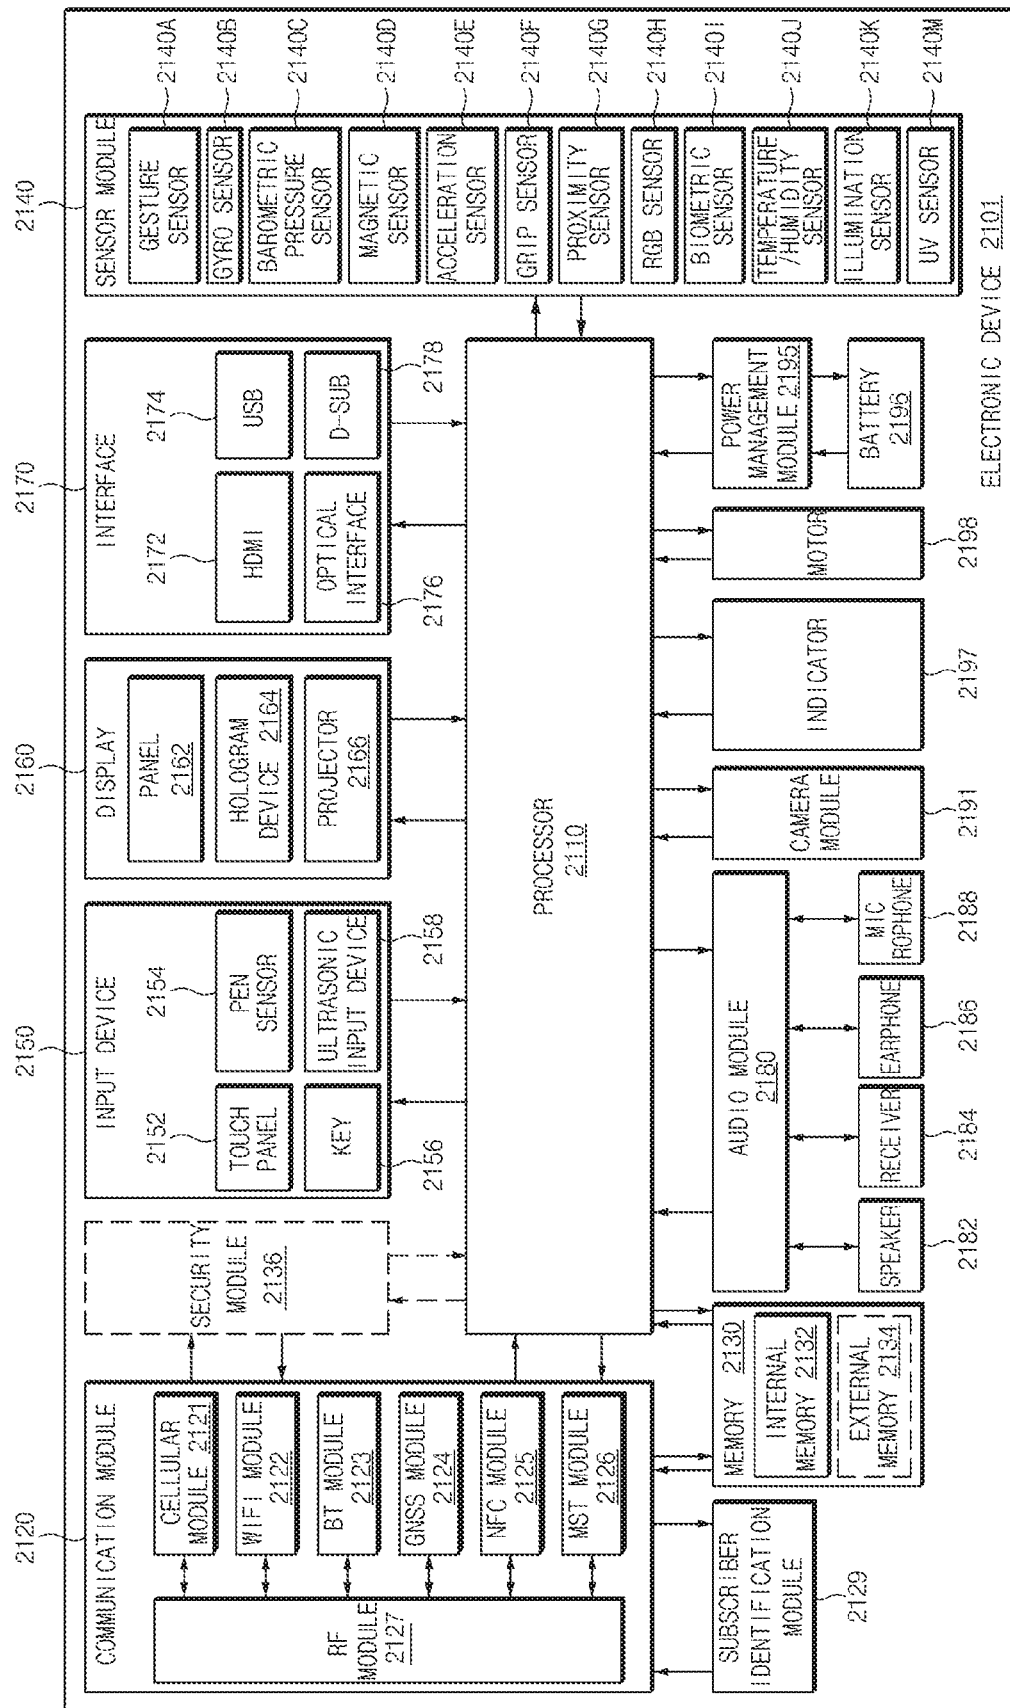 COMMUNICATION MODULE
2120
RF
MODULE
2127
CELLULAR
MODULE 2121
WIFI MODULE
2122
BT MODULE
2123
GNSS MODULE
2124
NFC MODULE
2125
MST MODULE
2126
SUBSCRIBER
IDENTIFICATION
MODULE
2129
SECURITY
MODULE
2136
MEMORY 2130
INTERNAL
MEMORY 2132
EXTERNAL
MEMORY 2134
INPUT DEVICE
2150
2152
TOUCH
PANEL
2154
PEN
SENSOR
KEY
2156
ULTRASONIC
INPUT DEVICE
2158
DISPLAY
2160
PANEL
2162
HOLOGRAM
DEVICE 2164
PROJECTOR
2166
INTERFACE
2170
2172
HDMI
2174
USB
OPTICAL
INTERFACE
2176
D-SUB
2178
SENSOR MODULE
2140
GESTURE
SENSOR
2140A
GYRO SENSOR
2140B
BAROMETRIC
PRESSURE
SENSOR
2140C
MAGNETIC
SENSOR
2140D
ACCELERATION
SENSOR
2140E
GRIP SENSOR
2140F
PROXIMITY
SENSOR
2140G
RGB SENSOR
2140H
BIOMETRIC
SENSOR
2140I
TEMPERATURE
/HUMIDITY
SENSOR
2140J
ILLUMINATION
SENSOR
2140K
UV SENSOR
2140M
PROCESSOR
2110
AUDIO MODULE
2180
SPEAKER
2182
RECEIVER
2184
EARPHONE
2186
MIC
ROPHONE
2188
CAMERA
MODULE
2191
INDICATOR
2197
MOTOR
2198
POWER
MANAGEMENT
MODULE 2195
BATTERY
2196
ELECTRONIC DEVICE 2101